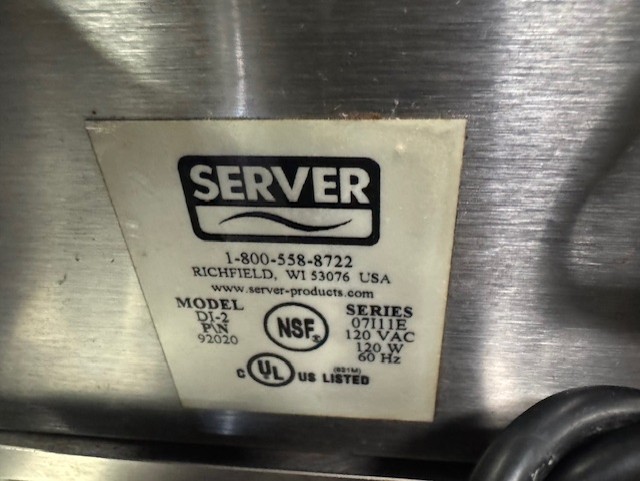 SERVER
1-800-558-8722
RICHFIELD, WI 53076 USA
www.server-products.com
MODEL
DI-2
P\N
92020
NSF®
SERIES
07I11E
120 VAC
120 W
60 Hz
C UL US LISTED
(921M)